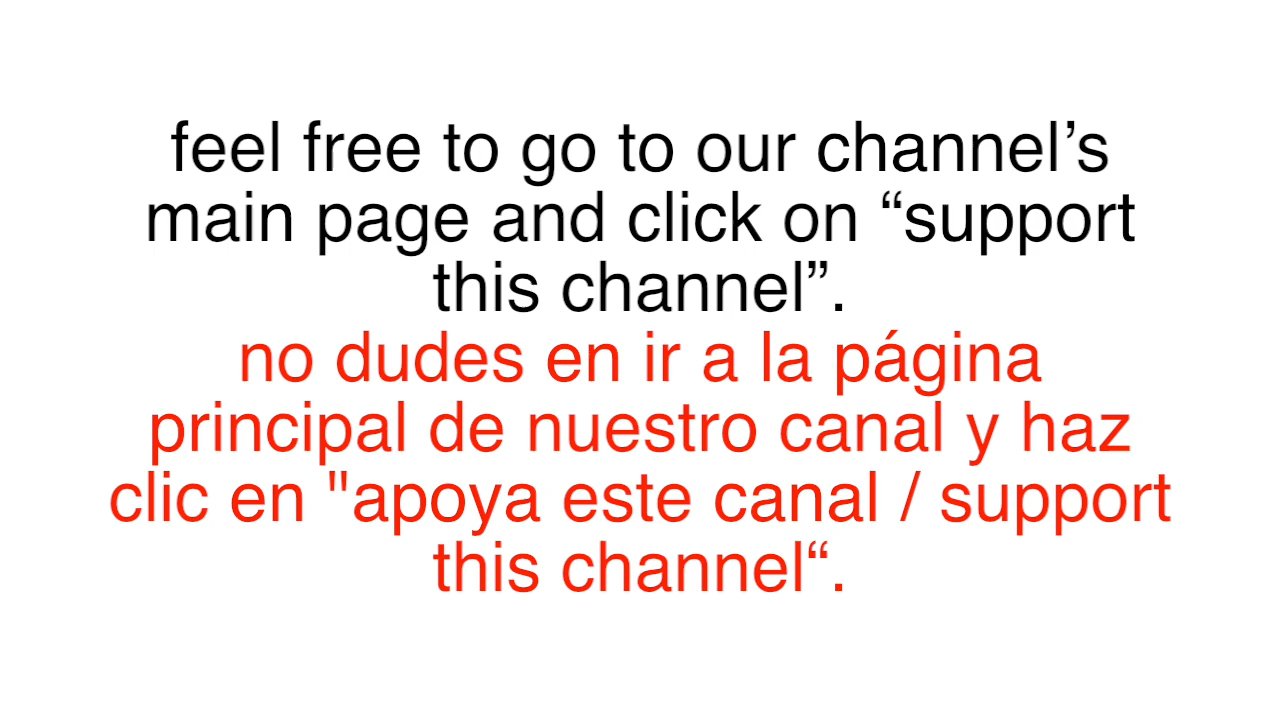 feel free to go to our channel’s
main page and click on “support
this channel”.
no dudes en ir a la página
principal de nuestro canal y haz
clic en "apoya este canal / support
this channel“.